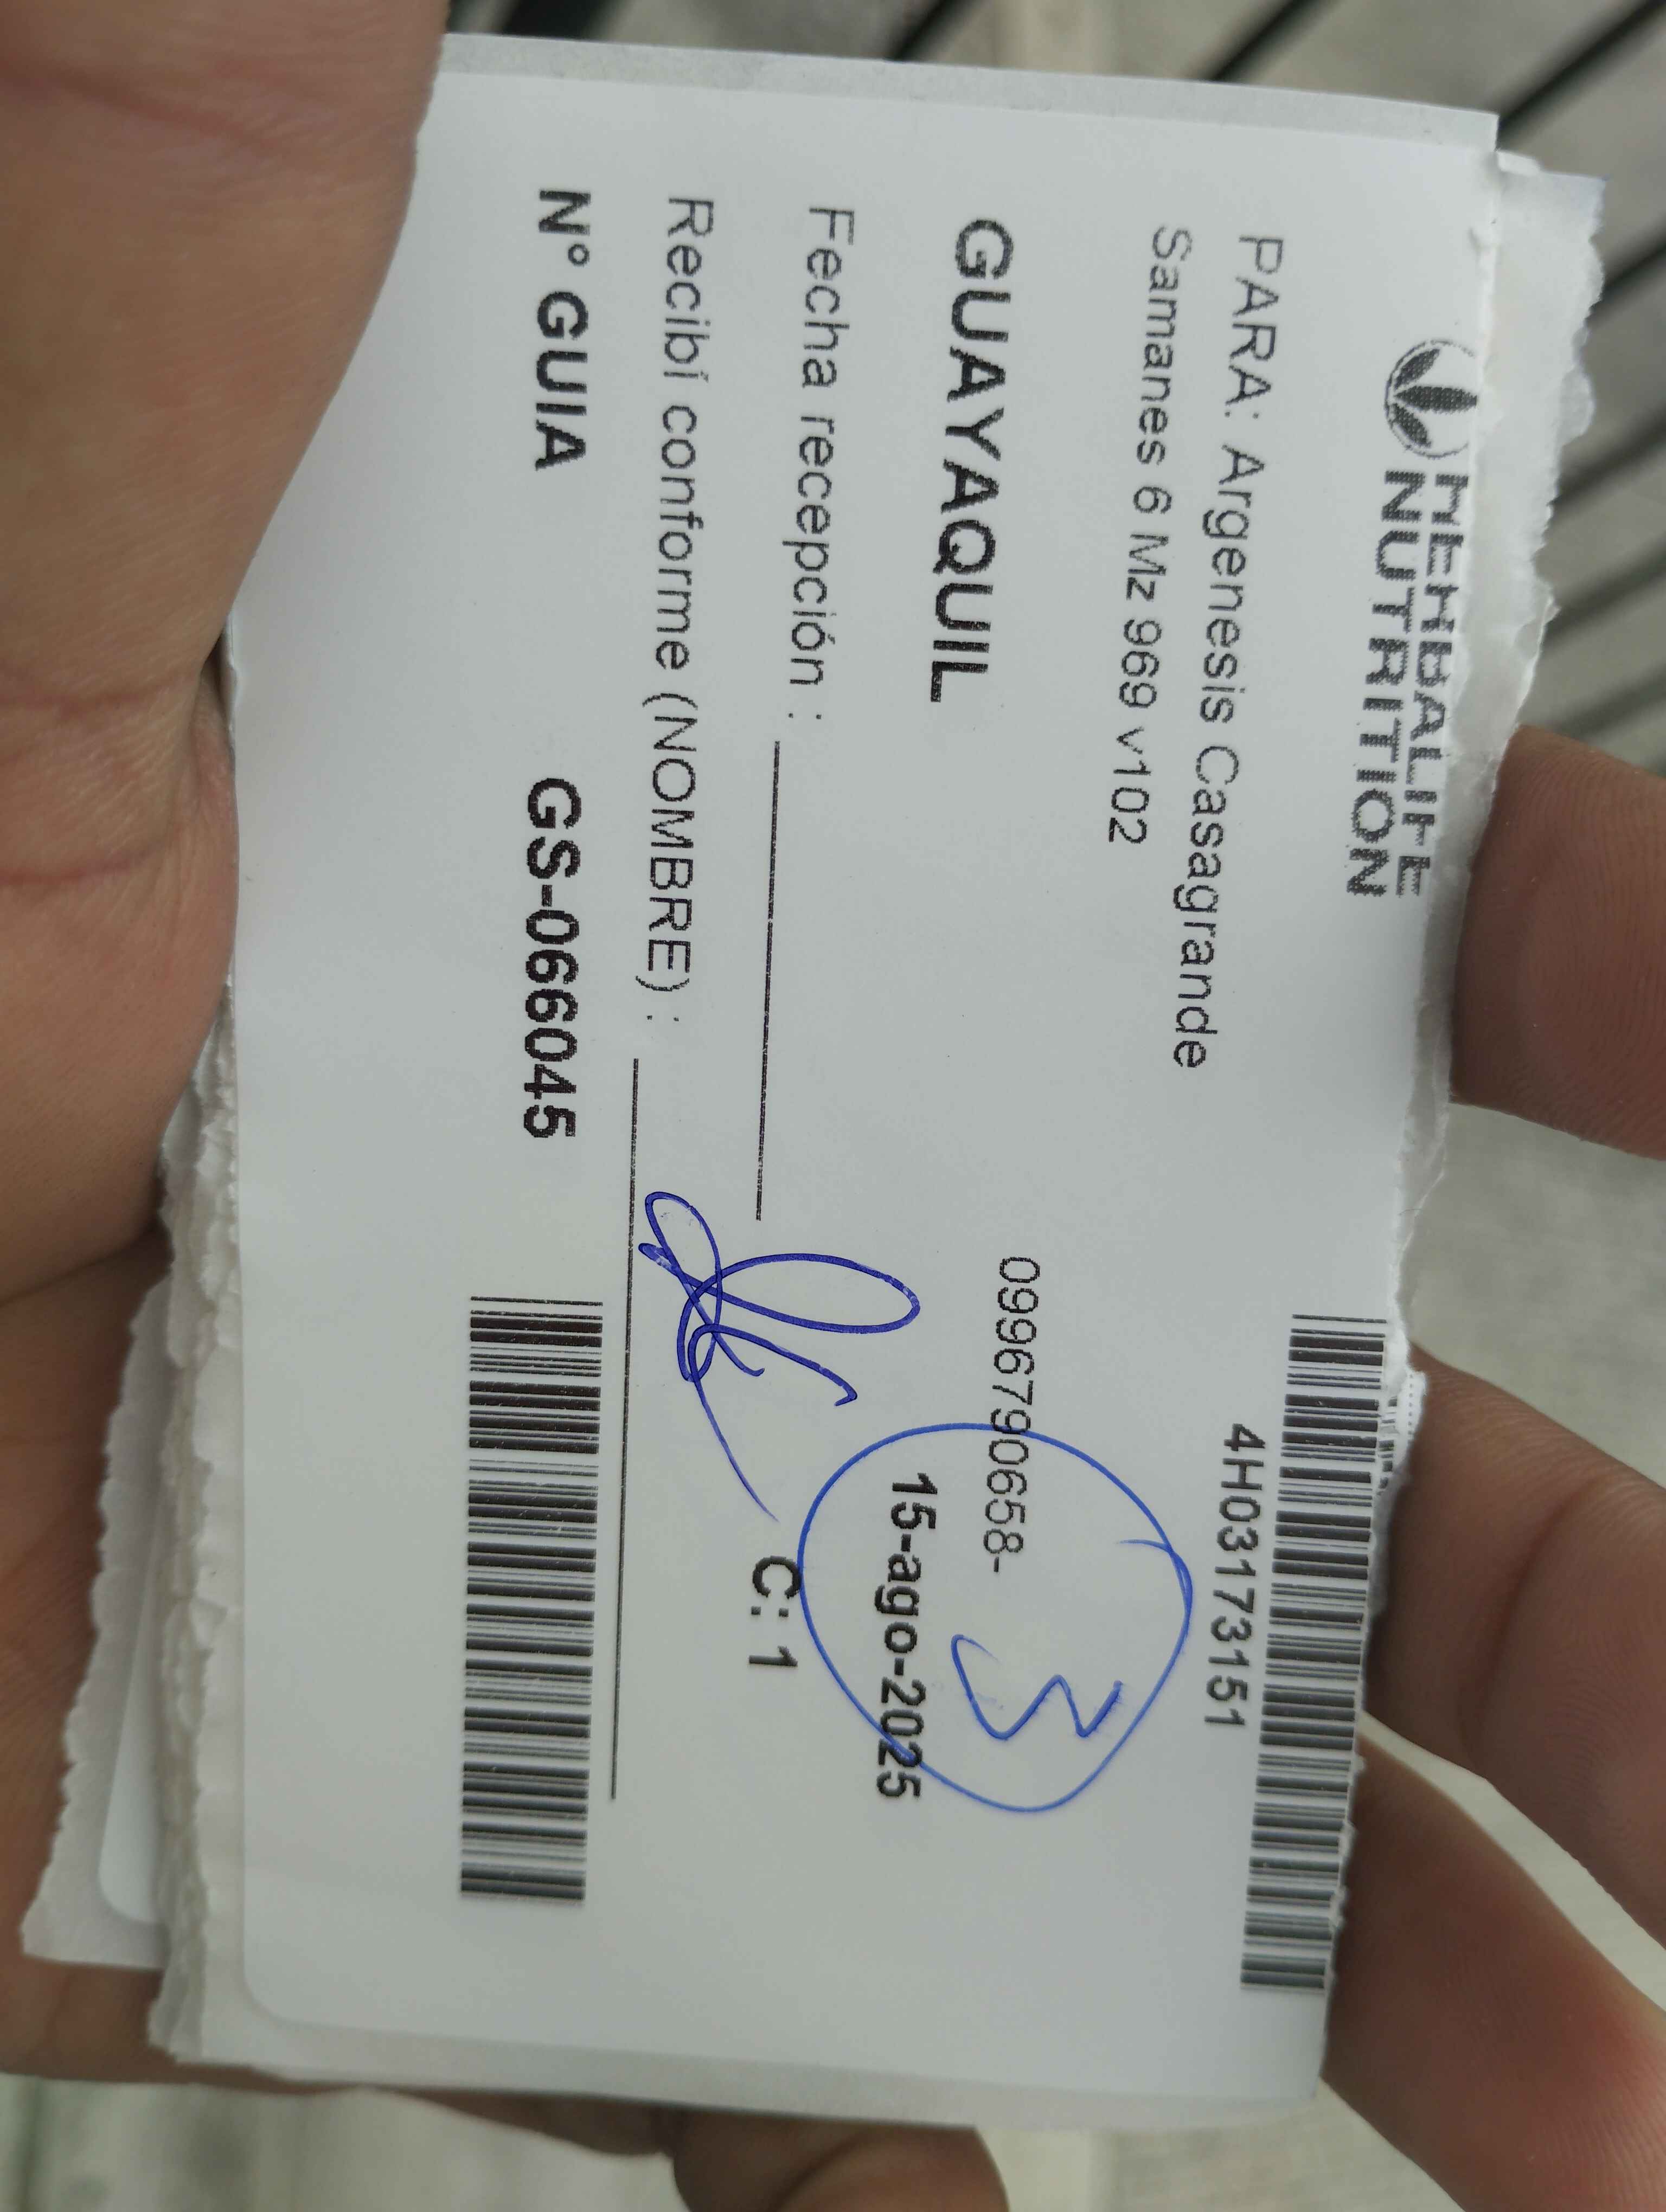 HERBALIFE
NUTRITION
4H03173151
PARA: Argenesis Casagrande
Samanes 6 Mz 969 v102
0996790658-
3
GUAYAQUIL
15-ago-2025
Fecha recepción :
C: 1
Recibí conforme (NOMBRE) :
N° GUIA GS-066045